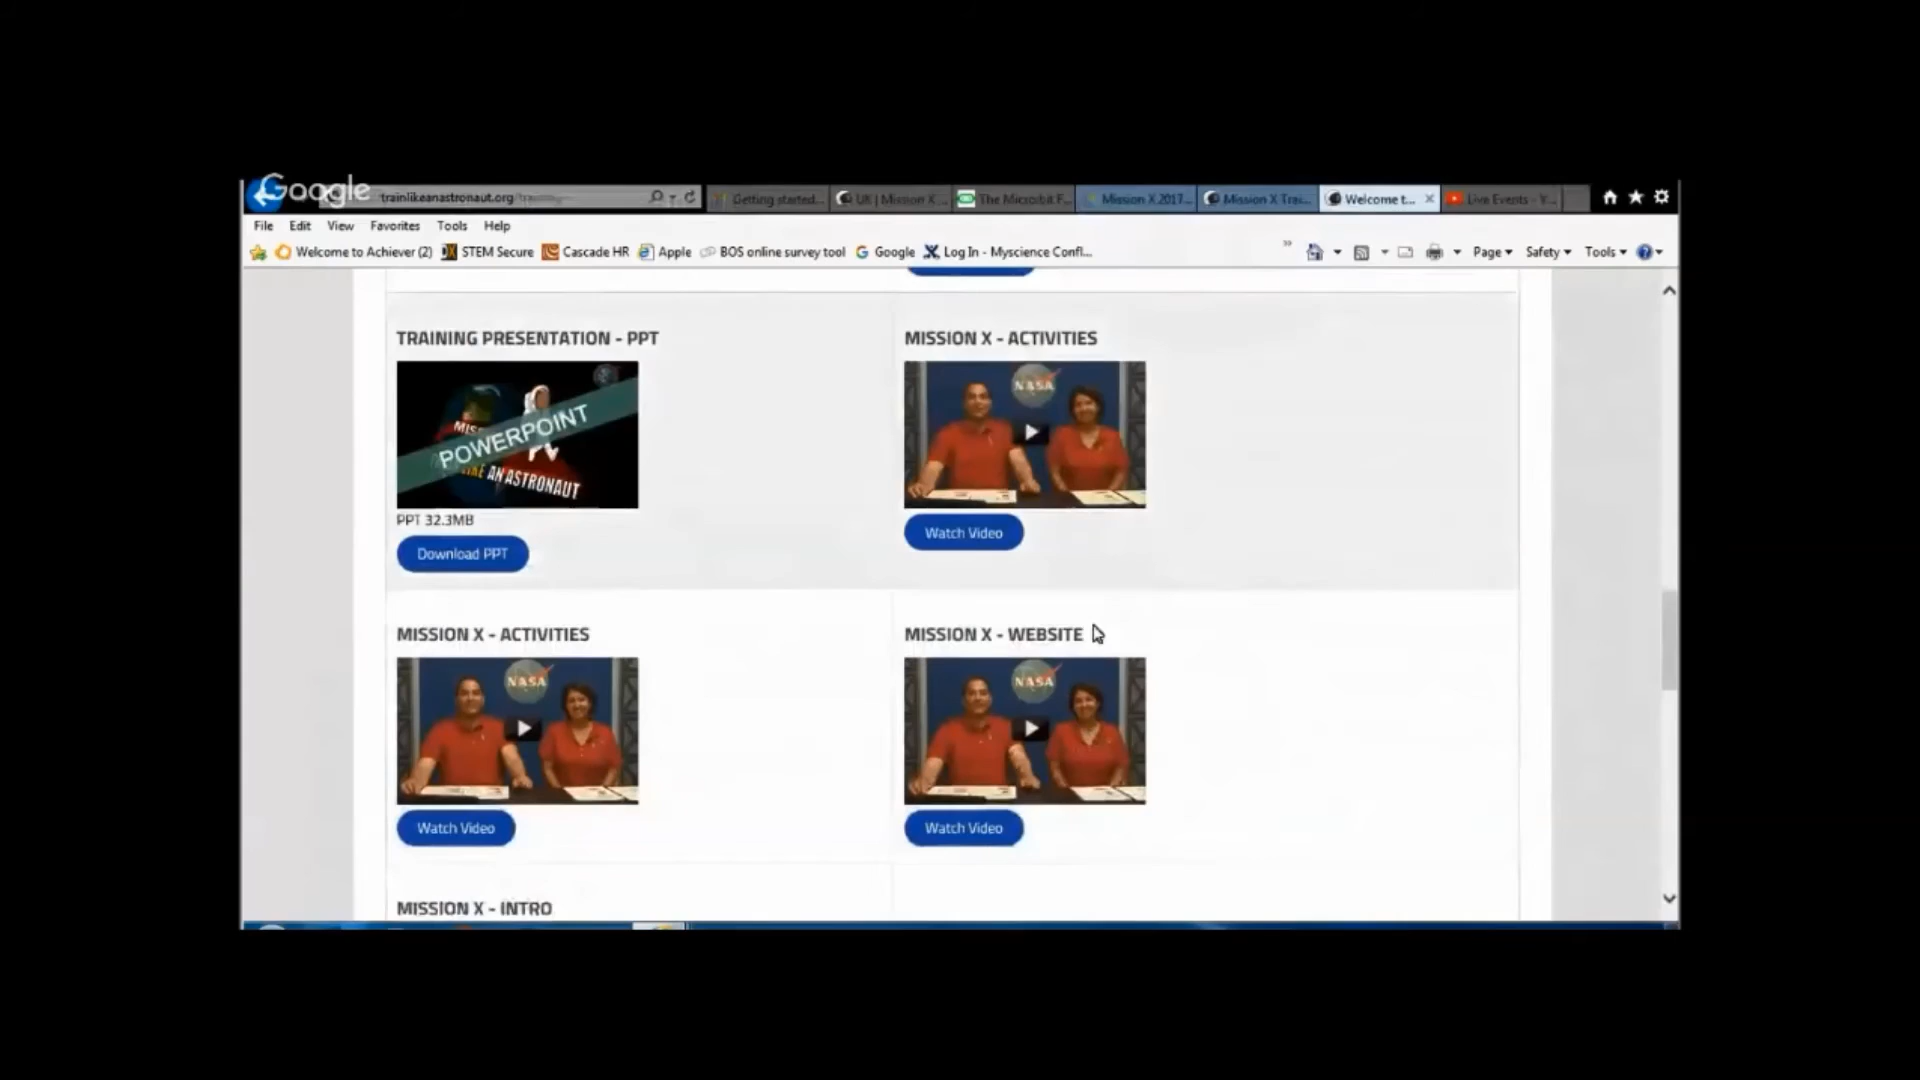 Google
trainlikeanastronaut.org/
Getting started... UK | Mission X ... The Micro:bit F... Mission X 2017... Mission X Trai... Welcome t... Live Events - Y...
File Edit View Favorites Tools Help
Welcome to Achiever (2) STEM Secure Cascade HR Apple BOS online survey tool Google Log In - Myscience Confl...
Page Safety Tools
TRAINING PRESENTATION - PPT
MISSION X - ACTIVITIES
POWERPOINT
AN ASTRONAUT
NASA
PPT 32.3MB
Download PPT
Watch Video
MISSION X - ACTIVITIES
MISSION X - WEBSITE
NASA
NASA
Watch Video
Watch Video
MISSION X - INTRO